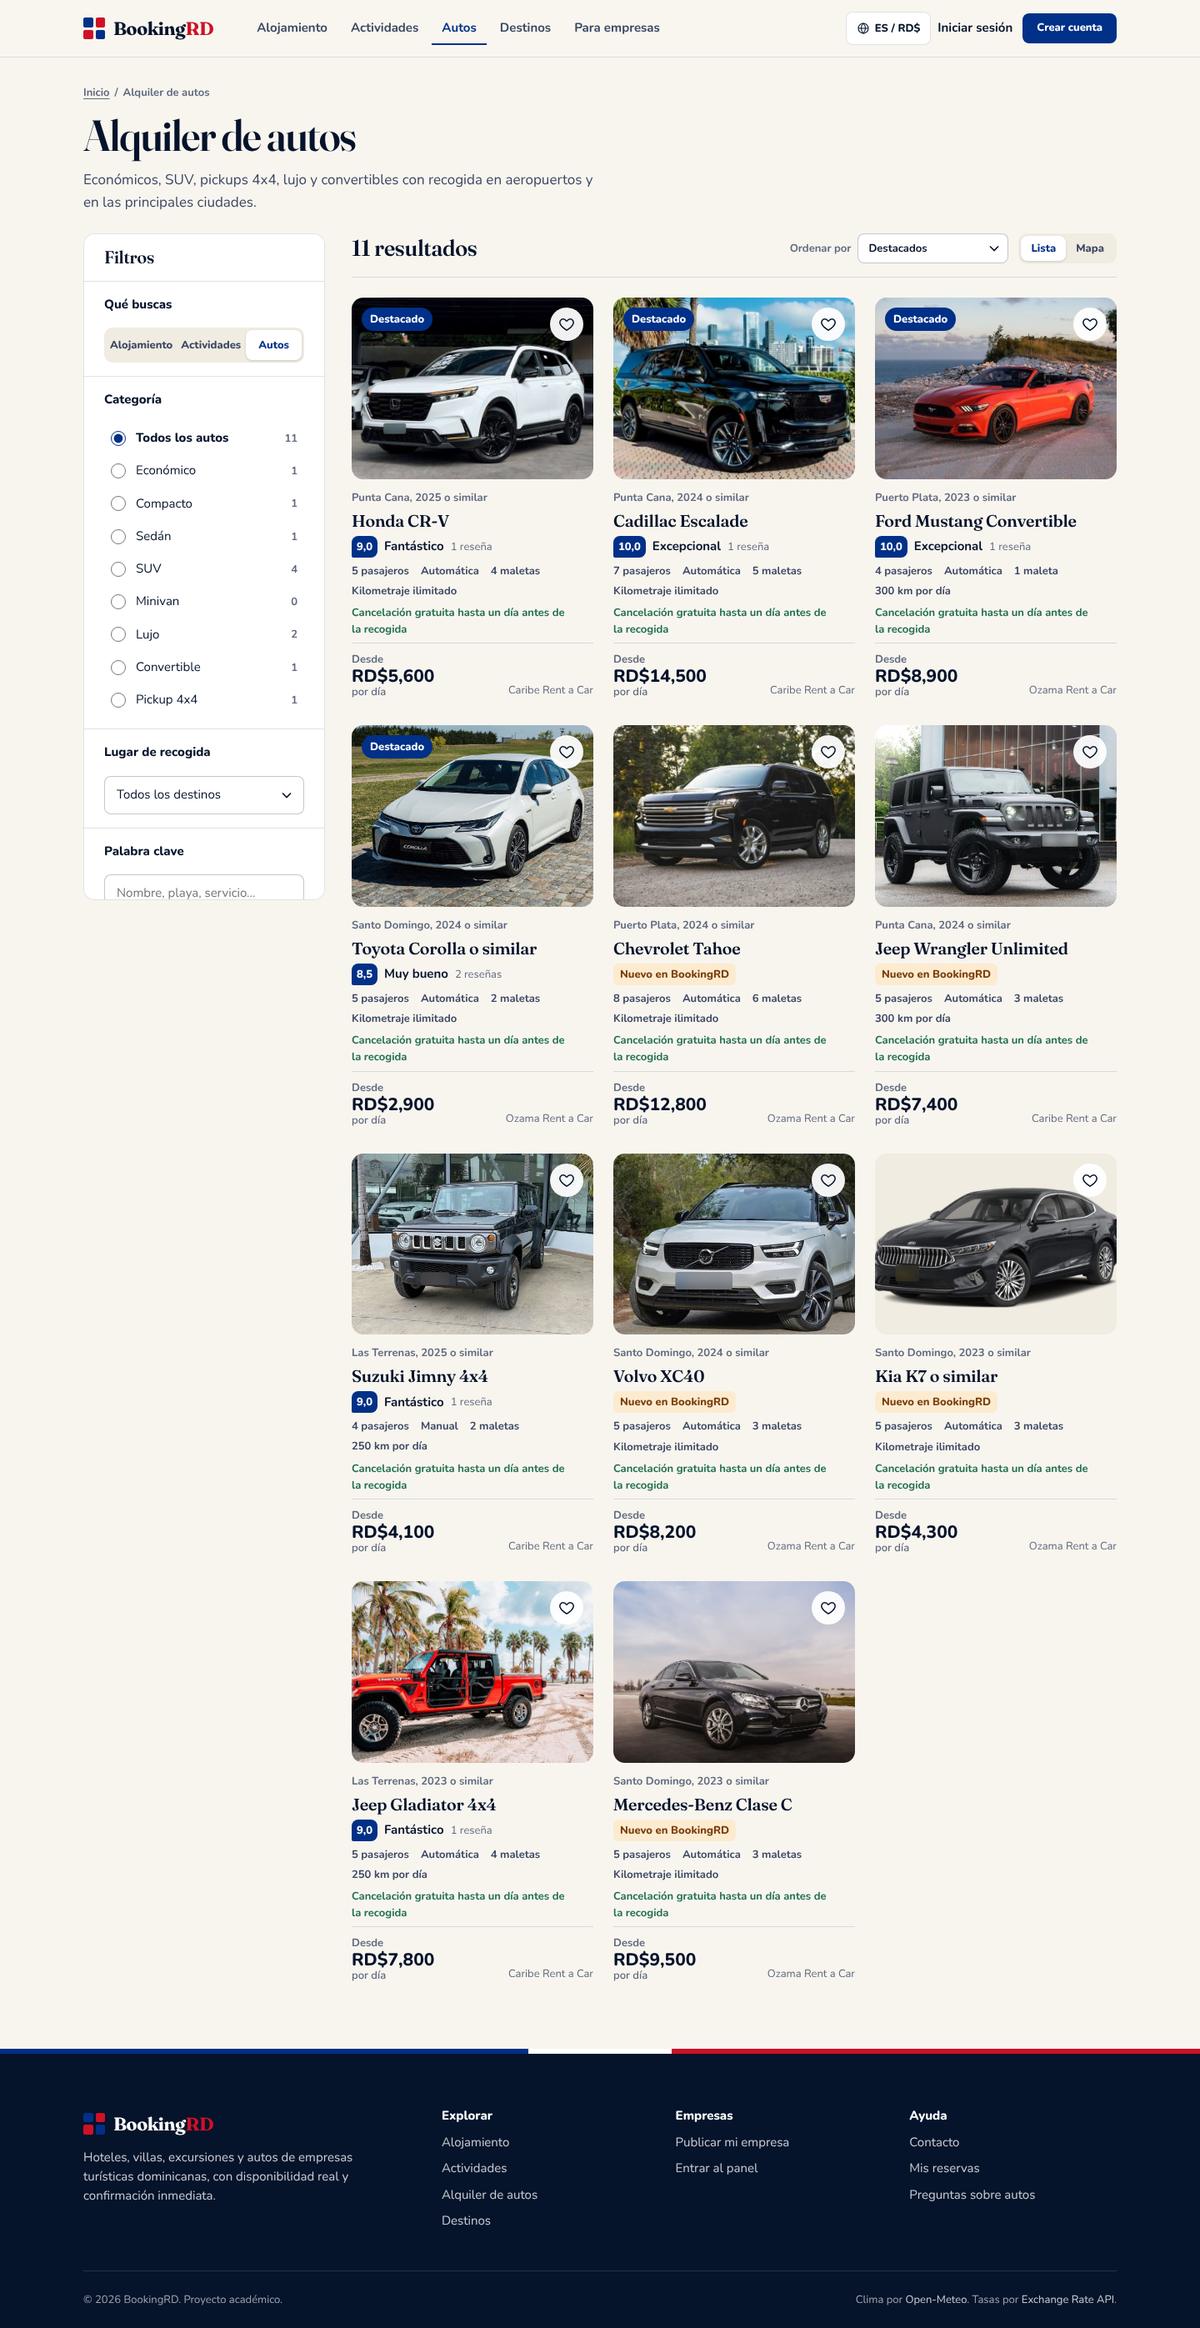 BookingRD
Alojamiento
Actividades
Autos
Destinos
Para empresas
ES / RD$
Iniciar sesión
Crear cuenta
Inicio / Alquiler de autos
Alquiler de autos
Económicos, SUV, pickups 4x4, lujo y convertibles con recogida en aeropuertos y
en las principales ciudades.
Filtros
Qué buscas
Alojamiento Actividades Autos
Categoría
Todos los autos 11
Económico 1
Compacto 1
Sedán 1
SUV 4
Minivan 0
Lujo 2
Convertible 1
Pickup 4x4 1
Lugar de recogida
Todos los destinos
Palabra clave
Nombre, playa, servicio...
11 resultados
Ordenar por
Destacados
Lista
Mapa
Destacado
Punta Cana, 2025 o similar
Honda CR-V
9,0 Fantástico 1 reseña
5 pasajeros Automática 4 maletas
Kilometraje ilimitado
Cancelación gratuita hasta un día antes de
la recogida
Desde
RD$5,600
por día
Caribe Rent a Car
Destacado
Punta Cana, 2024 o similar
Cadillac Escalade
10,0 Excepcional 1 reseña
7 pasajeros Automática 5 maletas
Kilometraje ilimitado
Cancelación gratuita hasta un día antes de
la recogida
Desde
RD$14,500
por día
Caribe Rent a Car
Destacado
Puerto Plata, 2023 o similar
Ford Mustang Convertible
10,0 Excepcional 1 reseña
4 pasajeros Automática 1 maleta
300 km por día
Cancelación gratuita hasta un día antes de
la recogida
Desde
RD$8,900
por día
Ozama Rent a Car
Destacado
COROLLA
Santo Domingo, 2024 o similar
Toyota Corolla o similar
8,5 Muy bueno 2 reseñas
5 pasajeros Automática 2 maletas
Kilometraje ilimitado
Cancelación gratuita hasta un día antes de
la recogida
Desde
RD$2,900
por día
Ozama Rent a Car
Puerto Plata, 2024 o similar
Chevrolet Tahoe
Nuevo en BookingRD
8 pasajeros Automática 6 maletas
Kilometraje ilimitado
Cancelación gratuita hasta un día antes de
la recogida
Desde
RD$12,800
por día
Ozama Rent a Car
Punta Cana, 2024 o similar
Jeep Wrangler Unlimited
Nuevo en BookingRD
5 pasajeros Automática 3 maletas
300 km por día
Cancelación gratuita hasta un día antes de
la recogida
Desde
RD$7,400
por día
Caribe Rent a Car
Las Terrenas, 2025 o similar
Suzuki Jimny 4x4
9,0 Fantástico 1 reseña
4 pasajeros Manual 2 maletas
250 km por día
Cancelación gratuita hasta un día antes de
la recogida
Desde
RD$4,100
por día
Caribe Rent a Car
Santo Domingo, 2024 o similar
Volvo XC40
Nuevo en BookingRD
5 pasajeros Automática 3 maletas
Kilometraje ilimitado
Cancelación gratuita hasta un día antes de
la recogida
Desde
RD$8,200
por día
Ozama Rent a Car
Santo Domingo, 2023 o similar
Kia K7 o similar
Nuevo en BookingRD
5 pasajeros Automática 3 maletas
Kilometraje ilimitado
Cancelación gratuita hasta un día antes de
la recogida
Desde
RD$4,300
por día
Ozama Rent a Car
Las Terrenas, 2023 o similar
Jeep Gladiator 4x4
9,0 Fantástico 1 reseña
5 pasajeros Automática 4 maletas
250 km por día
Cancelación gratuita hasta un día antes de
la recogida
Desde
RD$7,800
por día
Caribe Rent a Car
Santo Domingo, 2023 o similar
Mercedes-Benz Clase C
Nuevo en BookingRD
5 pasajeros Automática 3 maletas
Kilometraje ilimitado
Cancelación gratuita hasta un día antes de
la recogida
Desde
RD$9,500
por día
Ozama Rent a Car
BookingRD
Hoteles, villas, excursiones y autos de empresas
turísticas dominicanas, con disponibilidad real y
confirmación inmediata.
Explorar
Alojamiento
Actividades
Alquiler de autos
Destinos
Empresas
Publicar mi empresa
Entrar al panel
Ayuda
Contacto
Mis reservas
Preguntas sobre autos
© 2026 BookingRD. Proyecto académico.
Clima por Open-Meteo. Tasas por Exchange Rate API.